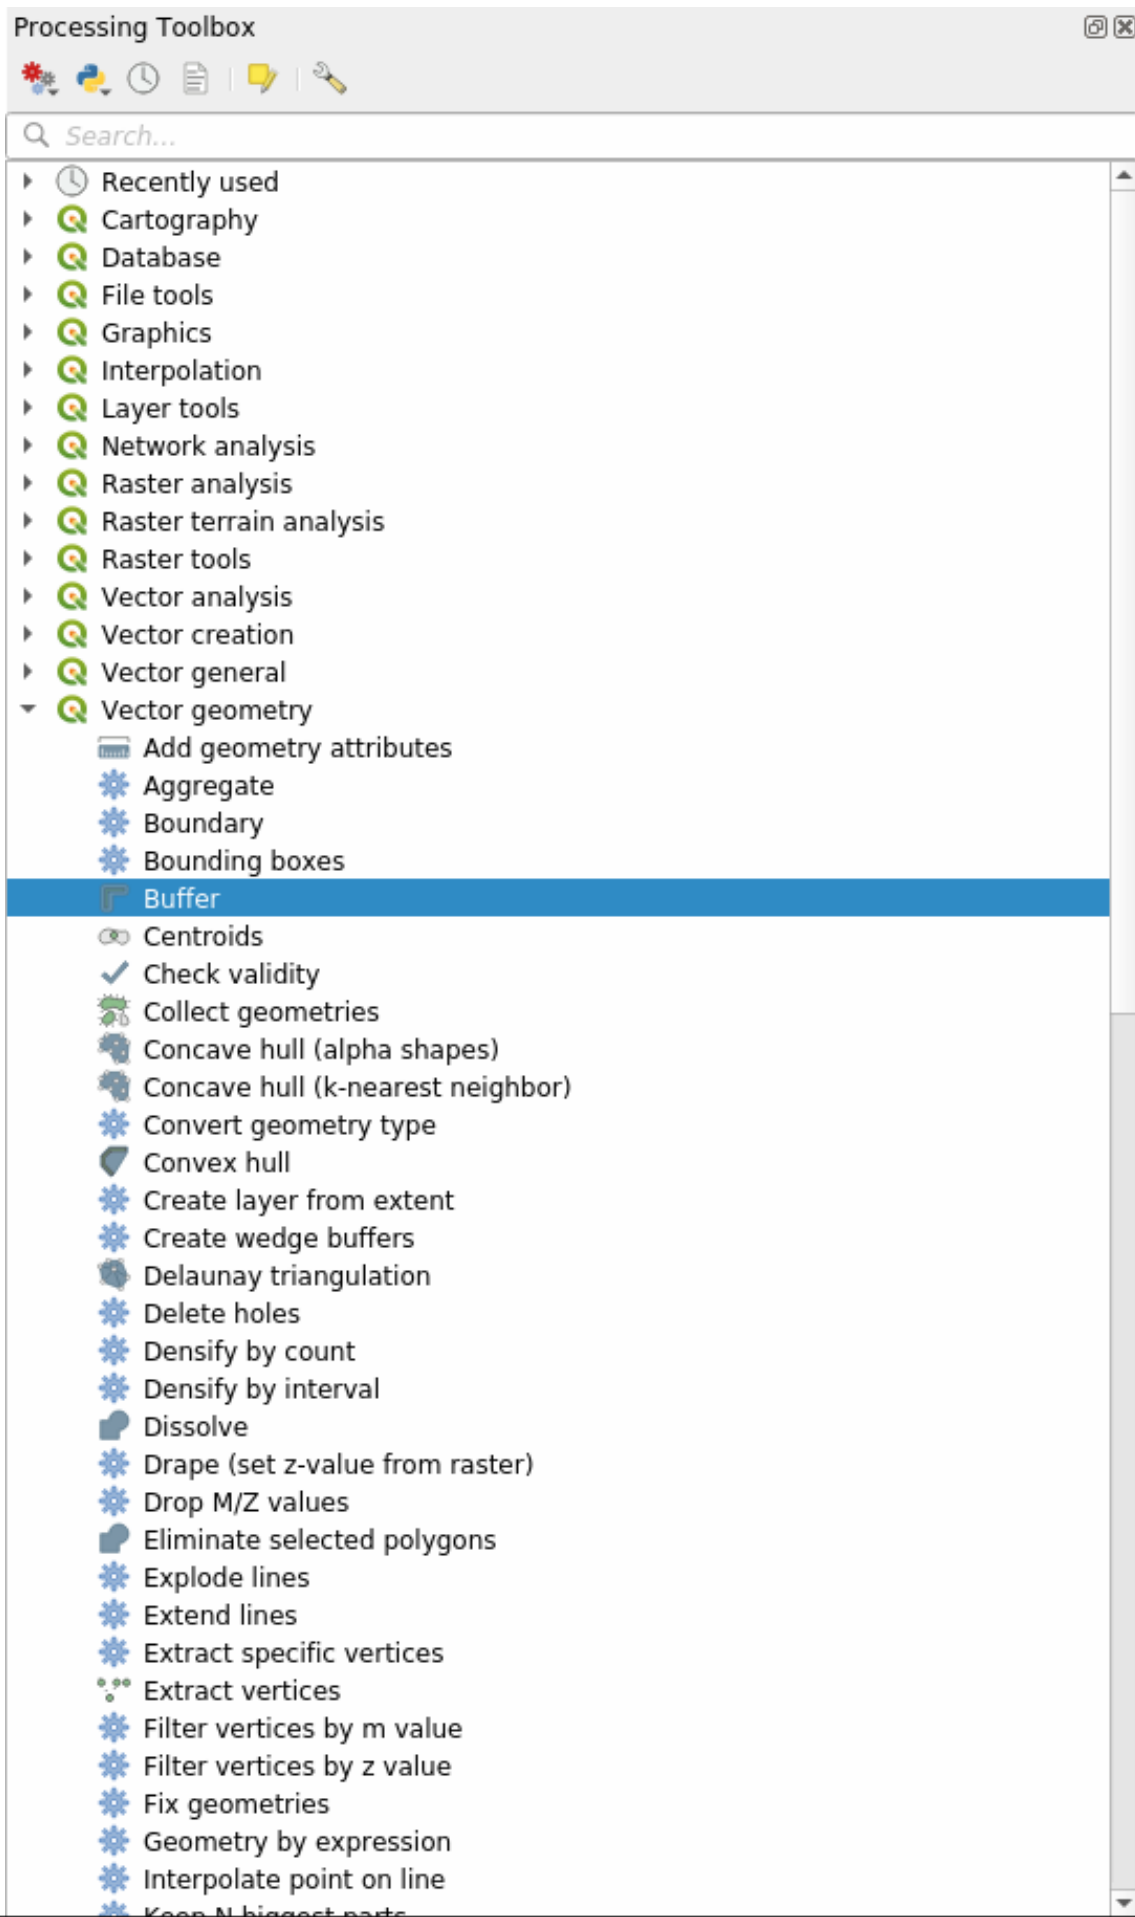 Processing Toolbox
Search...
Recently used
Cartography
Database
File tools
Graphics
Interpolation
Layer tools
Network analysis
Raster analysis
Raster terrain analysis
Raster tools
Vector analysis
Vector creation
Vector general
Vector geometry
Add geometry attributes
Aggregate
Boundary
Bounding boxes
Buffer
Centroids
Check validity
Collect geometries
Concave hull (alpha shapes)
Concave hull (k-nearest neighbor)
Convert geometry type
Convex hull
Create layer from extent
Create wedge buffers
Delaunay triangulation
Delete holes
Densify by count
Densify by interval
Dissolve
Drape (set z-value from raster)
Drop M/Z values
Eliminate selected polygons
Explode lines
Extend lines
Extract specific vertices
Extract vertices
Filter vertices by m value
Filter vertices by z value
Fix geometries
Geometry by expression
Interpolate point on line
Keep N biggest parts